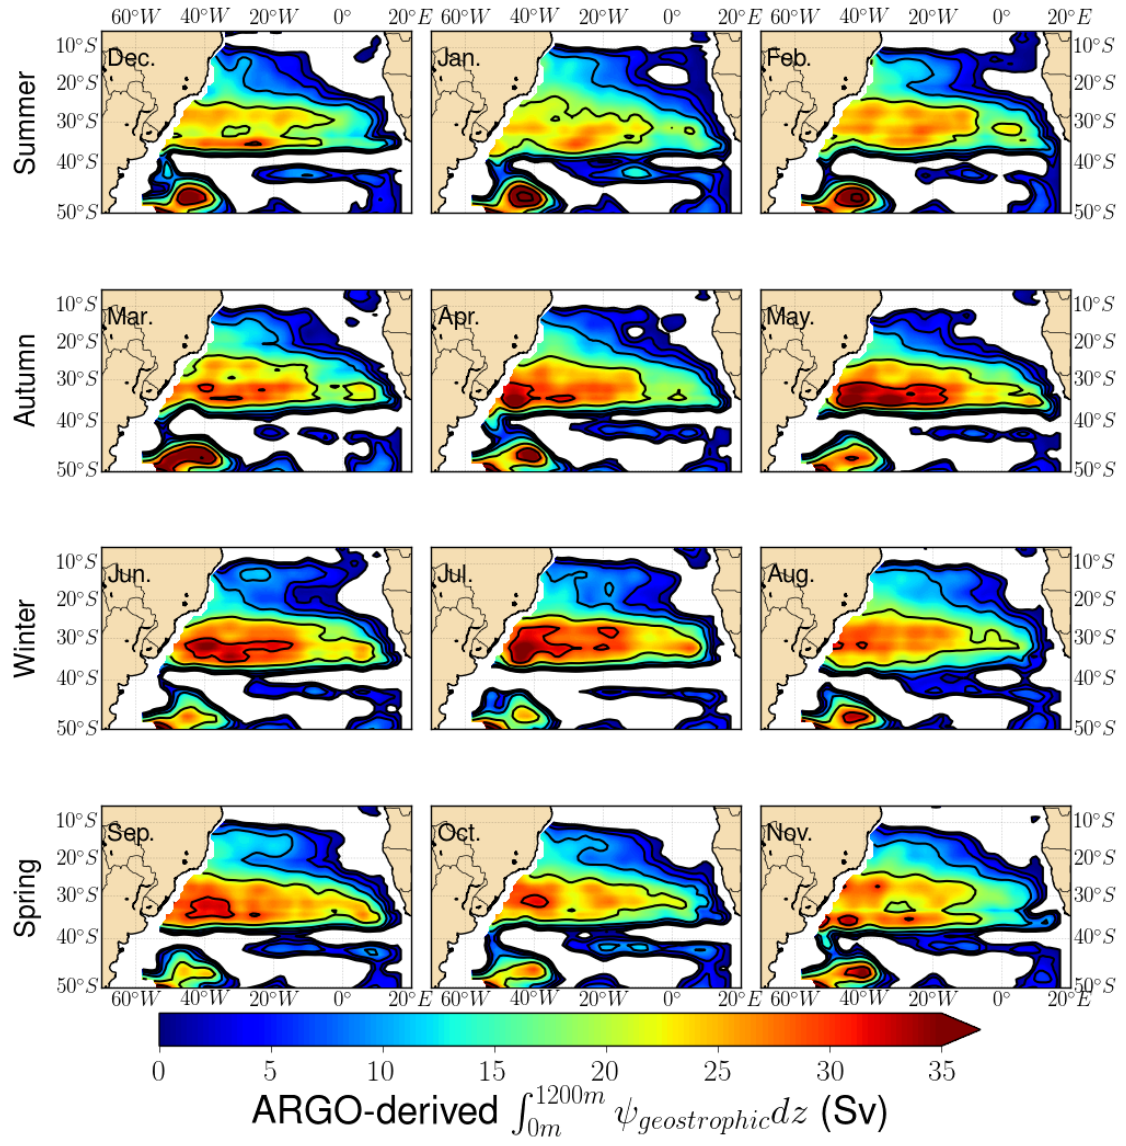 60°W 40°W 20°W 0° 20°E 60°W 40°W 20°W 0° 20°E 60°W 40°W 20°W 0° 20°E
Summer
10°S 20°S 30°S 40°S 50°S
Dec. Jan. Feb.
10°S 20°S 30°S 40°S 50°S
Autumn
10°S 20°S 30°S 40°S 50°S
Mar. Apr. May.
10°S 20°S 30°S 40°S 50°S
Winter
10°S 20°S 30°S 40°S 50°S
Jun. Jul. Aug.
10°S 20°S 30°S 40°S 50°S
Spring
10°S 20°S 30°S 40°S 50°S
Sep. Oct. Nov.
10°S 20°S 30°S 40°S 50°S
60°W 40°W 20°W 0° 20°E 60°W 40°W 20°W 0° 20°E 60°W 40°W 20°W 0° 20°E
0 5 10 15 20 25 30 35
ARGO-derived ∫_{0m}^{1200m} ψ_{geostrophic}dz (Sv)